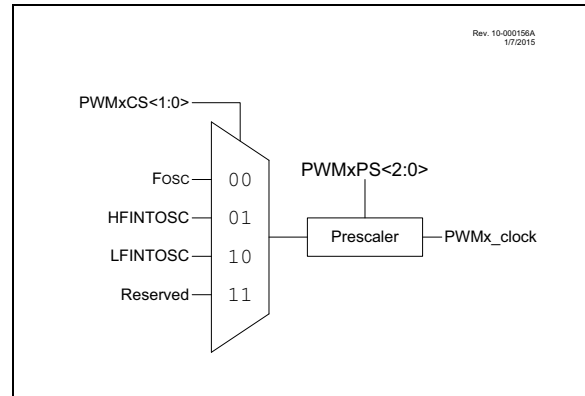 Rev. 10-000156A
1/7/2015
PWMxCS<1:0>
FOSC
00
PWMxPS<2:0>
HFINTOSC
01
Prescaler
PWMx_clock
LFINTOSC
10
Reserved
11